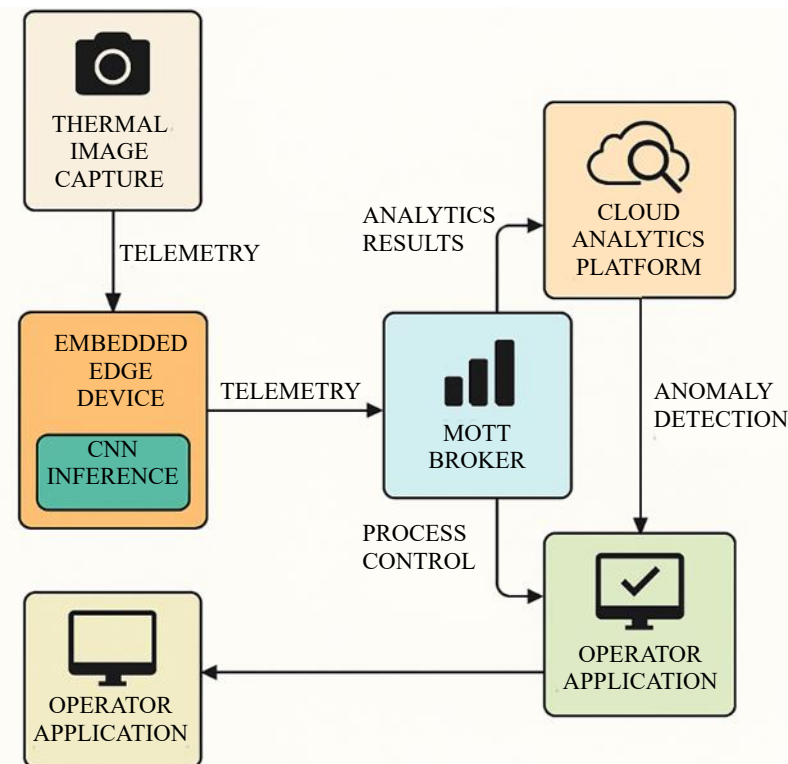 THERMAL
IMAGE
CAPTURE
TELEMETRY
EMBEDDED
EDGE
DEVICE
CNN
INFERENCE
TELEMETRY
MOTT
BROKER
ANALYTICS
RESULTS
CLOUD
ANALYTICS
PLATFORM
ANOMALY
DETECTION
PROCESS
CONTROL
OPERATOR
APPLICATION
OPERATOR
APPLICATION